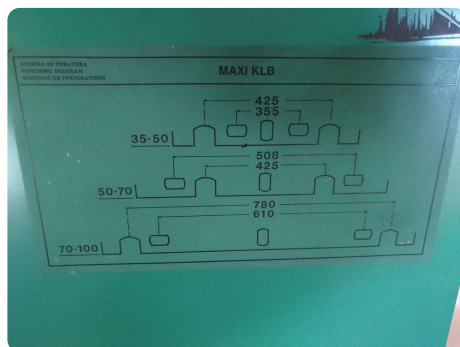 SCHEMA DI FORATURA
PUNCHING DIAGRAM
SCHEMAS DE PERFORATIONS
MAXI KLB
425
355
35-50
508
425
50-70
780
610
70-100